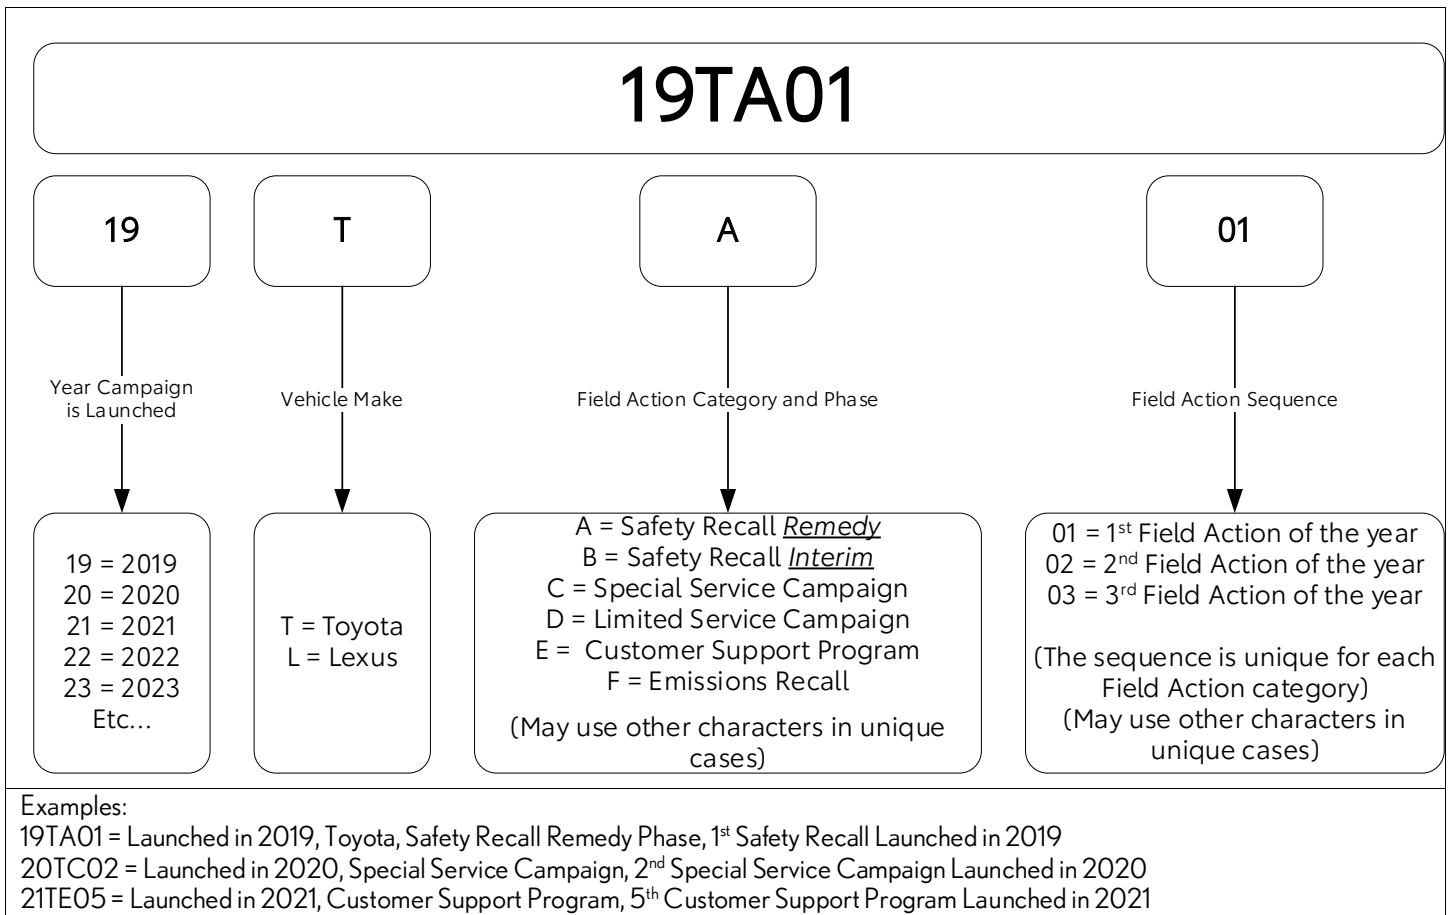 19TA01
19
T
A
01
Year Campaign
is Launched
Vehicle Make
Field Action Category and Phase
Field Action Sequence
19 = 2019
20 = 2020
21 = 2021
22 = 2022
23 = 2023
Etc...
T = Toyota
L = Lexus
A = Safety Recall Remedy
B = Safety Recall Interim
C = Special Service Campaign
D = Limited Service Campaign
E =  Customer Support Program
F = Emissions Recall
(May use other characters in unique
cases)
01 = 1st Field Action of the year
02 = 2nd Field Action of the year
03 = 3rd Field Action of the year
(The sequence is unique for each
Field Action category)
(May use other characters in
unique cases)
Examples:
19TA01 = Launched in 2019, Toyota, Safety Recall Remedy Phase, 1st Safety Recall Launched in 2019
20TC02 = Launched in 2020, Special Service Campaign, 2nd Special Service Campaign Launched in 2020
21TE05 = Launched in 2021, Customer Support Program, 5th Customer Support Program Launched in 2021